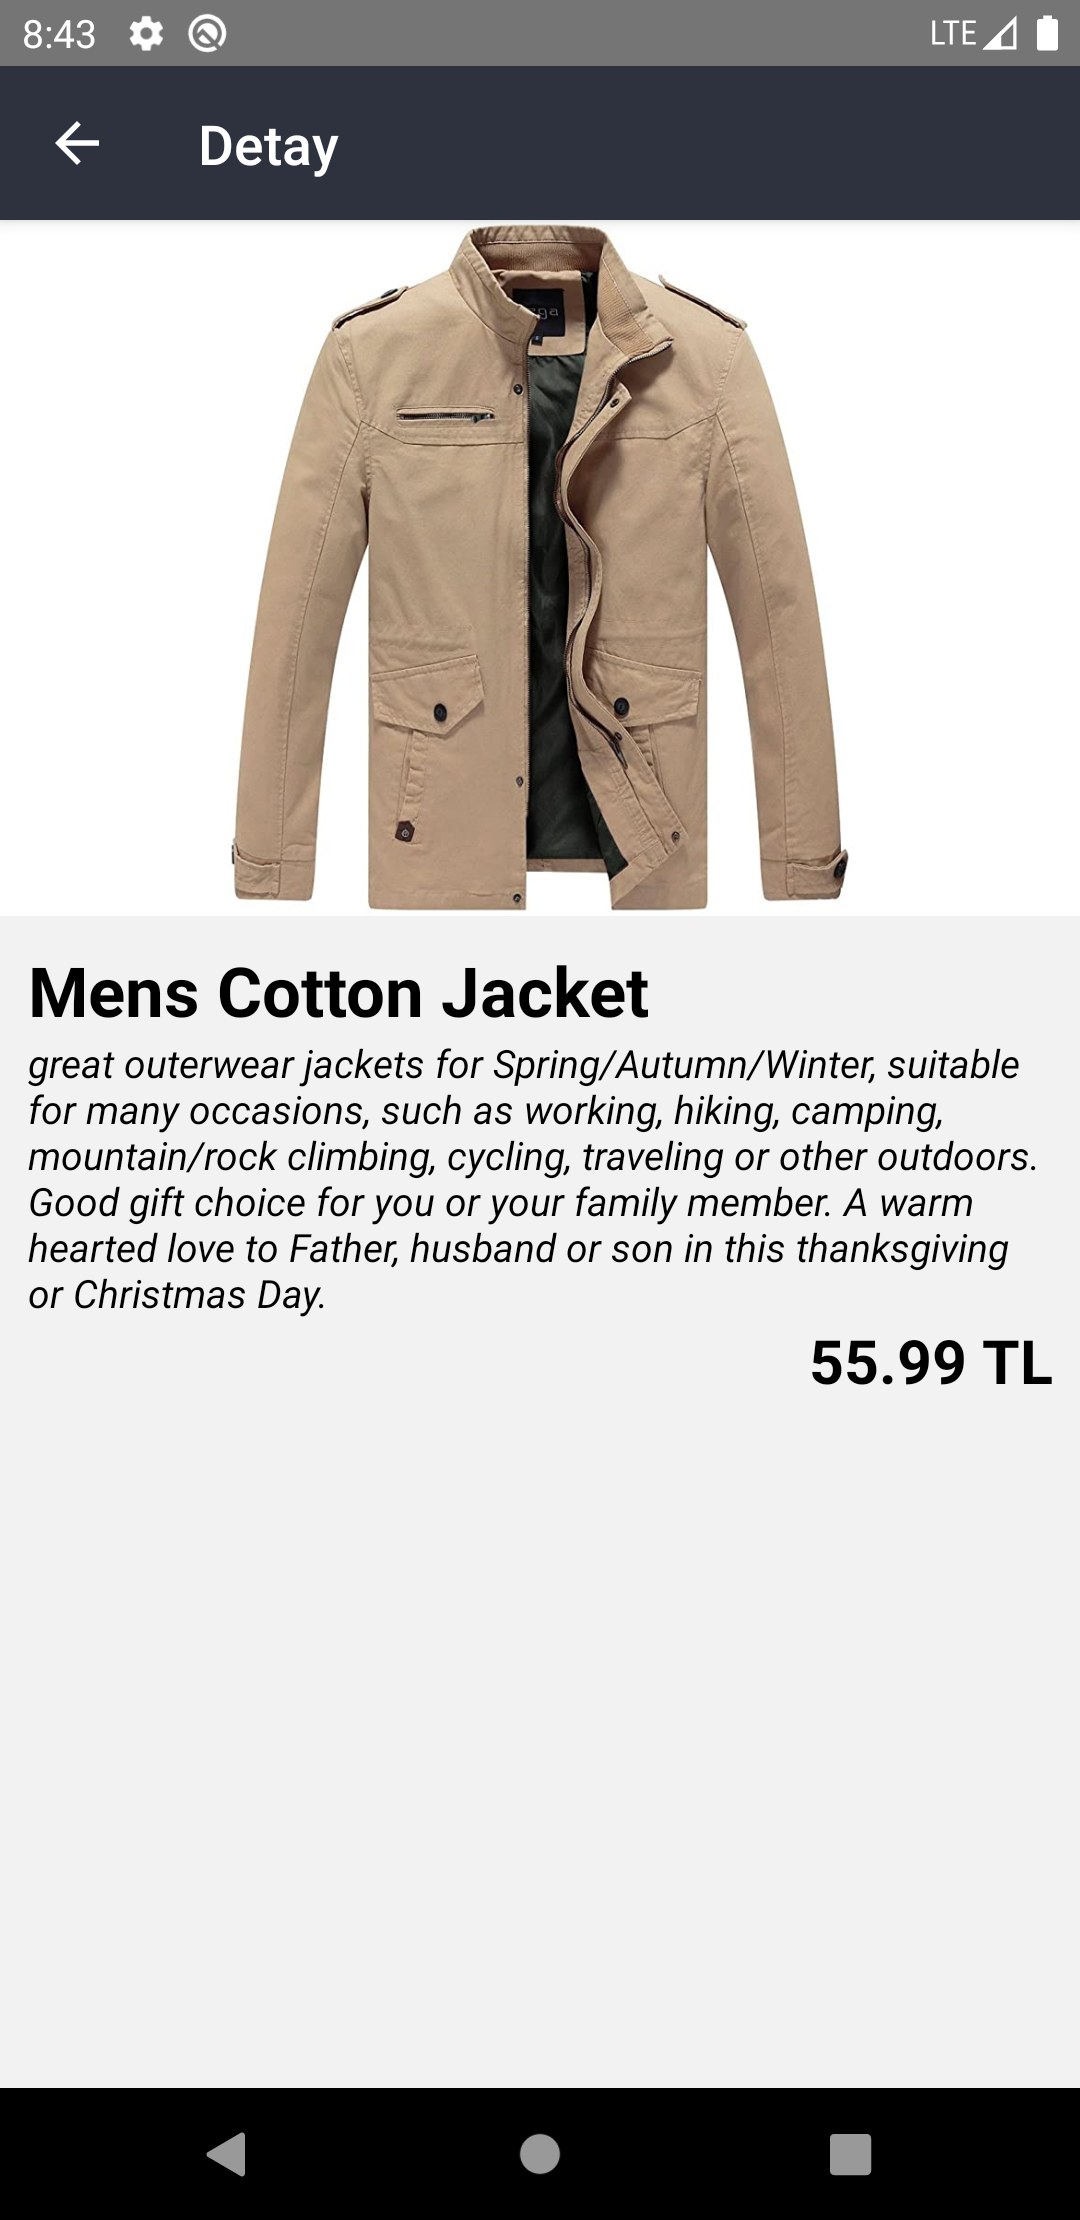 8:43
LTE
Detay
Mens Cotton Jacket
great outerwear jackets for Spring/Autumn/Winter, suitable
for many occasions, such as working, hiking, camping,
mountain/rock climbing, cycling, traveling or other outdoors.
Good gift choice for you or your family member. A warm
hearted love to Father, husband or son in this thanksgiving
or Christmas Day.
55.99 TL